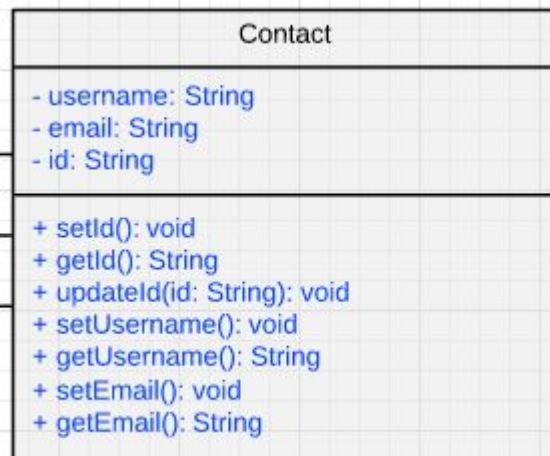 Contact
- username: String
- email: String
- id: String
+ setId(): void
+ getId(): String
+ updateId(id: String): void
+ setUsername(): void
+ getUsername(): String
+ setEmail(): void
+ getEmail(): String